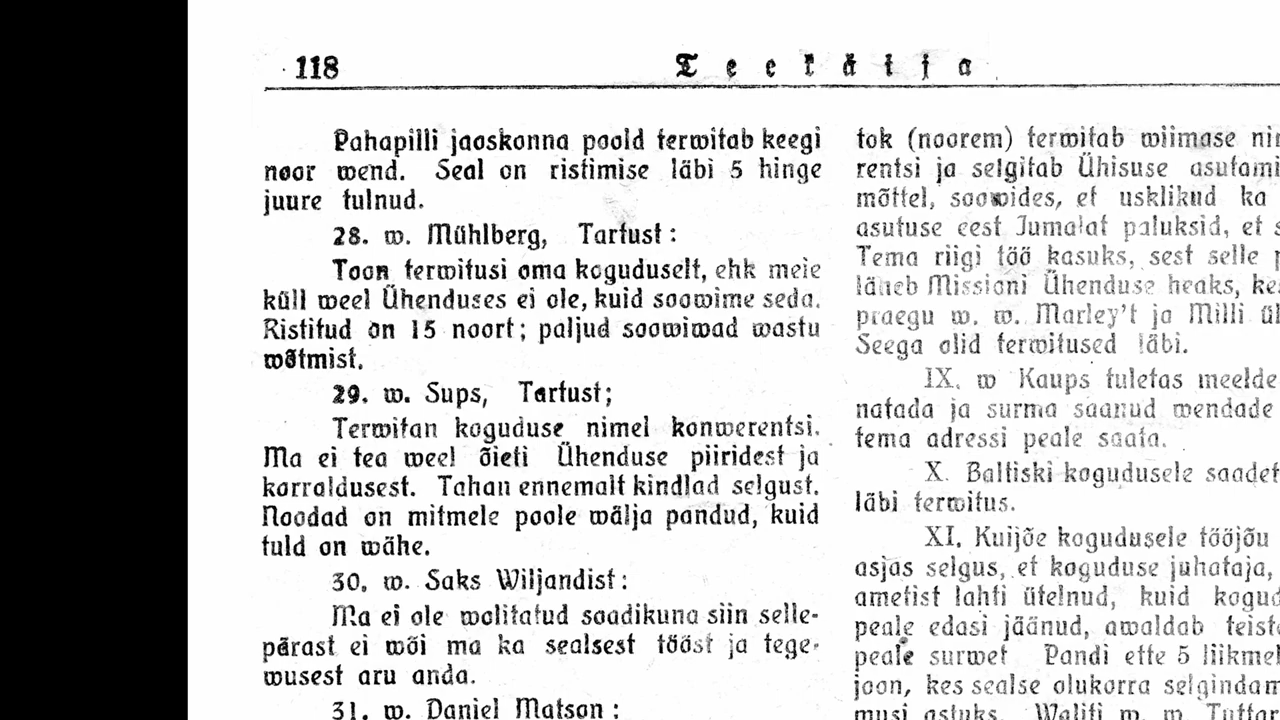 118
Teekäija
Pahapilli jaoskonna poold terwitab keegi
noor wend. Seal on ristimise läbi 5 hinge
juure tulnud.
28. w. Mühlberg, Tartust:
Toon terwitusi oma koguduselt, ehk meie
küll weel Ühenduses ei ole, kuid soowime seda.
Ristitud on 15 noort; paljud soowiwad wastu
wõtmist.
29. w. Sups, Tartust;
Terwitan koguduse nimel konwerentsi.
Ma ei tea weel õieti Ühenduse piiridest ja
korraldusest. Tahan ennemalt kindlad selgust.
Noodad on mitmele poole wälja pandud, kuid
tuld on wähe.
30. w. Saks Wiljandist:
Ma ei ole walitatud saadikuna siin selle-
pärast ei wõi ma ka sealsest tööst ja tege-
wusest aru anda.
31. w. Daniel Matson:
tok (noorem) terwitab wiimase
rentsi ja selgitab Ühisuse
mõttel, soowides, et usklikud ka
asutuse eest Jumalat paluksid, et
Tema riigi töö kasuks, sest selle
läheb Missioni Ühenduse heaks,
praegu w. w. Marley't ja Milli
Seega olid terwitused läbi.
IX. w Kaups tuletas meelde
natada ja surma saanud wendade
tema adressi peale saata.
X. Baltiski kogudusele
läbi terwitus.
XI. Kuijõe kogudusele tööjõu
asjas selgus, et koguduse juhataja,
ametist lahti ütelnud, kuid
peale edasi jäänud, awaldab
peale surwet Pandi ette 5
joon, kes sealse olukorra
musi astuks. Waliti w. w.